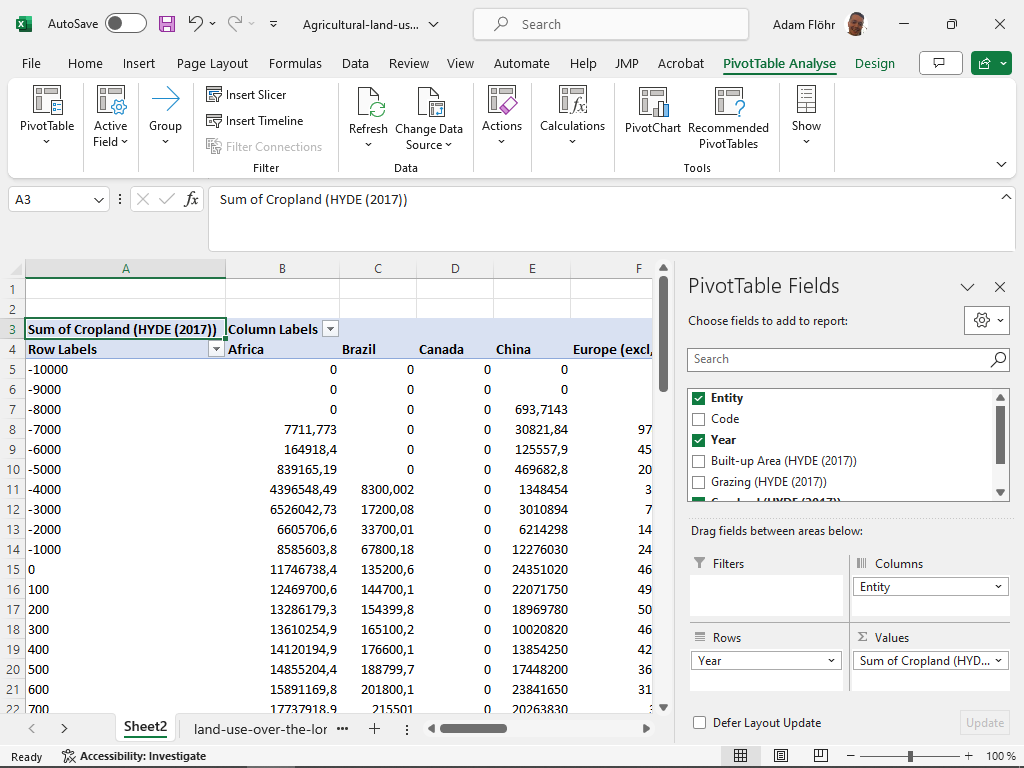 AutoSave
Agricultural-land-us...
Search
Adam Flöhr
File Home Insert Page Layout Formulas Data Review View Automate Help JMP Acrobat PivotTable Analyse Design
PivotTable
Active Field
Group
Insert Slicer
Insert Timeline
Filter Connections
Filter
Refresh
Change Data Source
Data
Actions
Calculations
PivotChart
Recommended PivotTables
Tools
Show
A3
fx
Sum of Cropland (HYDE (2017))
A B C D E F
1
2
3 Sum of Cropland (HYDE (2017)) Column Labels
4 Row Labels Africa Brazil Canada China Europe (excl,
5 -10000 0 0 0 0
6 -9000 0 0 0 0
7 -8000 0 0 0 693,7143
8 -7000 7711,773 0 0 30821,84 97
9 -6000 164918,4 0 0 125557,9 45
10 -5000 839165,19 0 0 469682,8 20
11 -4000 4396548,49 8300,002 0 1348454 3
12 -3000 6526042,73 17200,08 0 3010894 7
13 -2000 6605706,6 33700,01 0 6214298 14
14 -1000 8585603,8 67800,18 0 12276030 24
15 0 11746738,4 135200,6 0 24351020 46
16 100 12469700,6 144700,1 0 22071750 49
17 200 13286179,3 154399,8 0 18969780 50
18 300 13610254,9 165100,2 0 10020820 46
19 400 14120194,9 176600,1 0 13854250 42
20 500 14855204,4 188799,7 0 17448200 36
21 600 15891169,8 201800,1 0 23841650 31
22 700 17737918,9 215501 0 20263830
PivotTable Fields
Choose fields to add to report:
Search
Entity
Code
Year
Built-up Area (HYDE (2017))
Grazing (HYDE (2017))
Cropland (HYDE (2017))
Drag fields between areas below:
Filters
Columns
Entity
Rows
Year
Σ Values
Sum of Cropland (HYD...
Defer Layout Update
Update
Sheet2 land-use-over-the-lor ...
Ready
Accessibility: Investigate
100 %